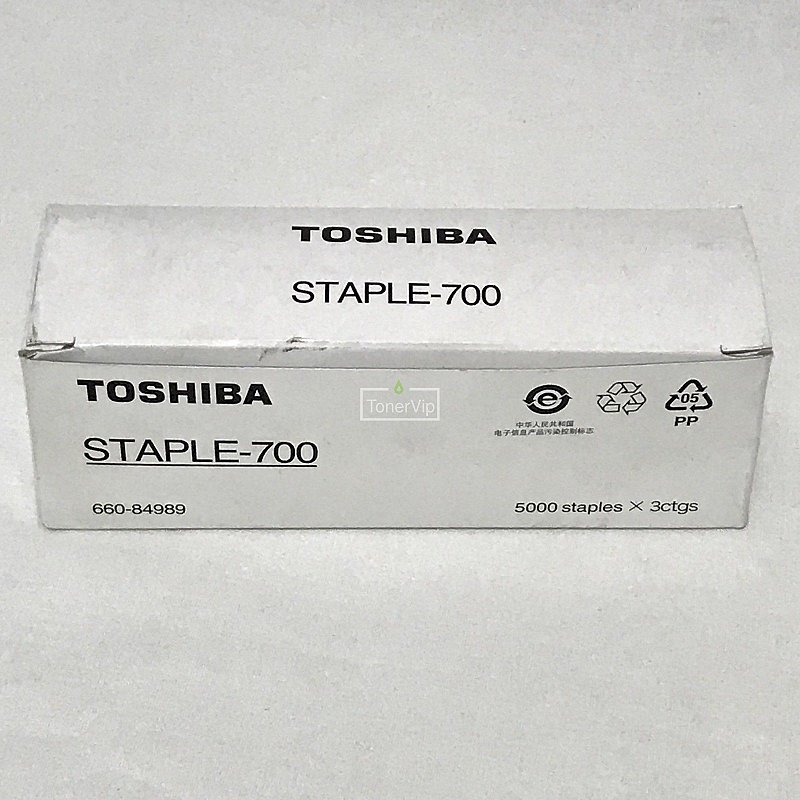 TOSHIBA
STAPLE-700
TOSHIBA
TonerVip
05
PP
中华人民共和国
电子信息产品污染控制标志
STAPLE-700
660-84989
5000 staples × 3ctgs